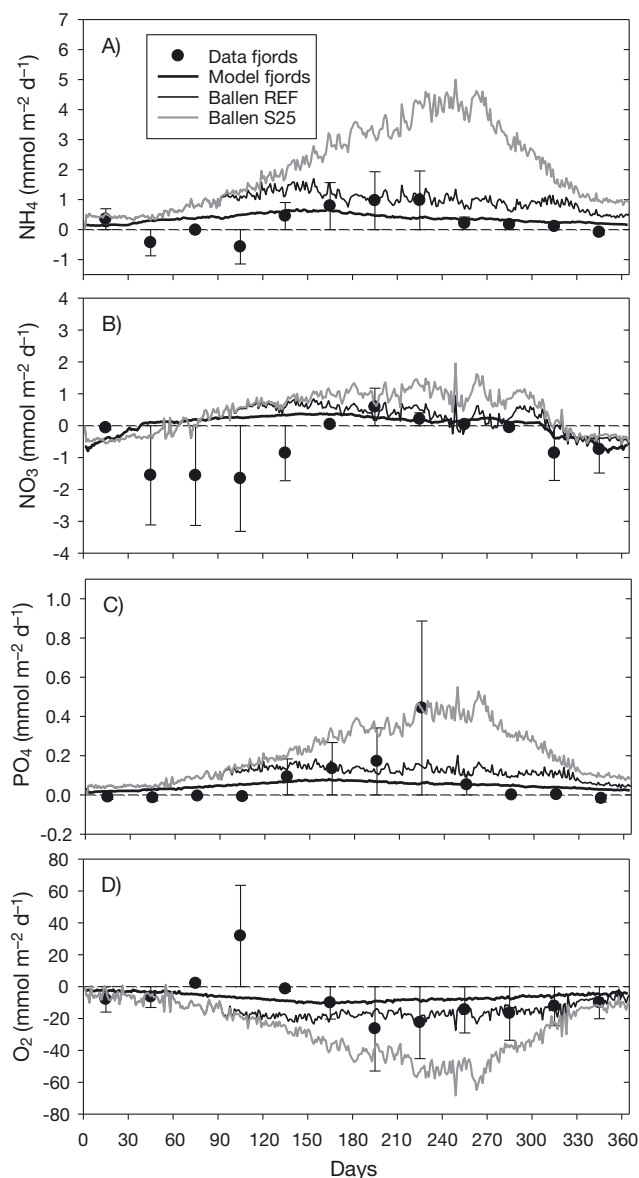 A)
Data fjords
Model fjords
Ballen REF
Ballen S25
NH₄ (mmol m⁻² d⁻¹)
7
6
5
4
3
2
1
0
-1
B)
NO₃ (mmol m⁻² d⁻¹)
4
3
2
1
0
-1
-2
-3
-4
C)
PO₄ (mmol m⁻² d⁻¹)
1.0
0.8
0.6
0.4
0.2
0.0
-0.2
D)
O₂ (mmol m⁻² d⁻¹)
80
60
40
20
0
-20
-40
-60
-80
0 30 60 90 120 150 180 210 240 270 300 330 360
Days